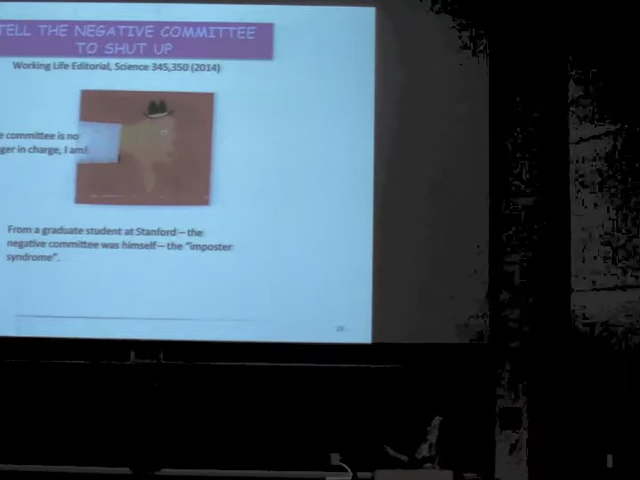 TELL THE NEGATIVE COMMITTEE
TO SHUT UP
Working Life Editorial, Science 345,350 (2014)
committee is no
in charge, I am!
From a graduate student at Stanford—the
negative committee was himself—the "imposter
syndrome".